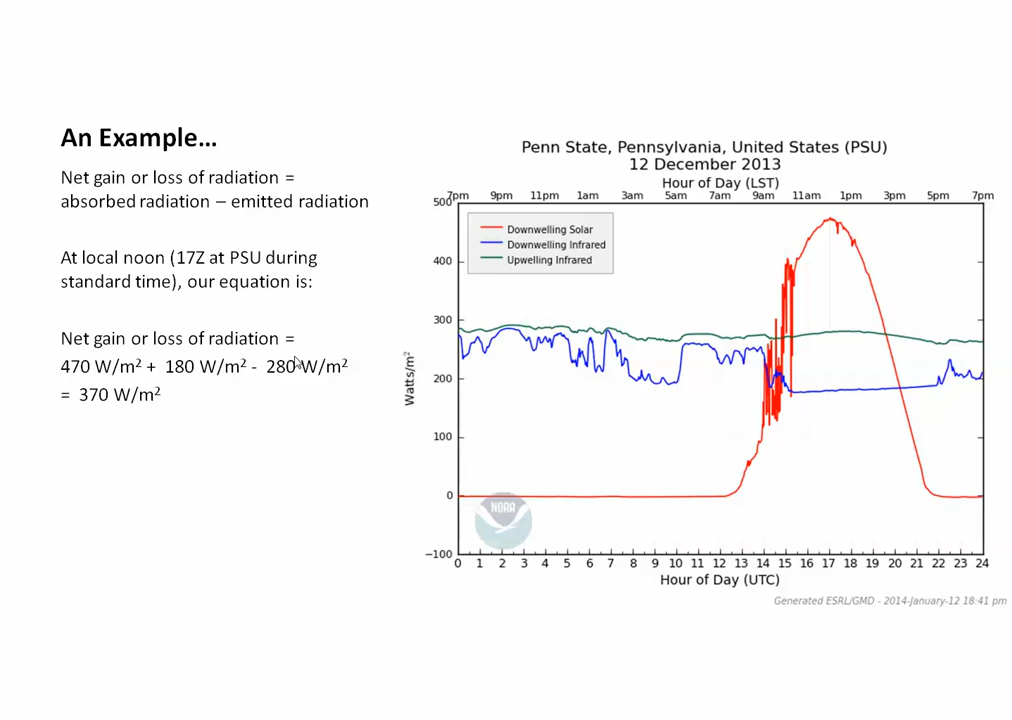 An Example...
Net gain or loss of radiation =
absorbed radiation – emitted radiation
At local noon (17Z at PSU during
standard time), our equation is:
Net gain or loss of radiation =
470 W/m² + 180 W/m² - 280 W/m²
= 370 W/m²
Penn State, Pennsylvania, United States (PSU)
12 December 2013
Hour of Day (LST)
7pm 9pm 11pm 1am 3am 5am 7am 9am 11am 1pm 3pm 5pm 7pm
Downwelling Solar
Downwelling Infrared
Upwelling Infrared
500
400
300
200
100
0
−100
Watts/m²
NOAA
0 1 2 3 4 5 6 7 8 9 10 11 12 13 14 15 16 17 18 19 20 21 22 23 24
Hour of Day (UTC)
Generated ESRL/GMD - 2014-January-12 18:41 pm